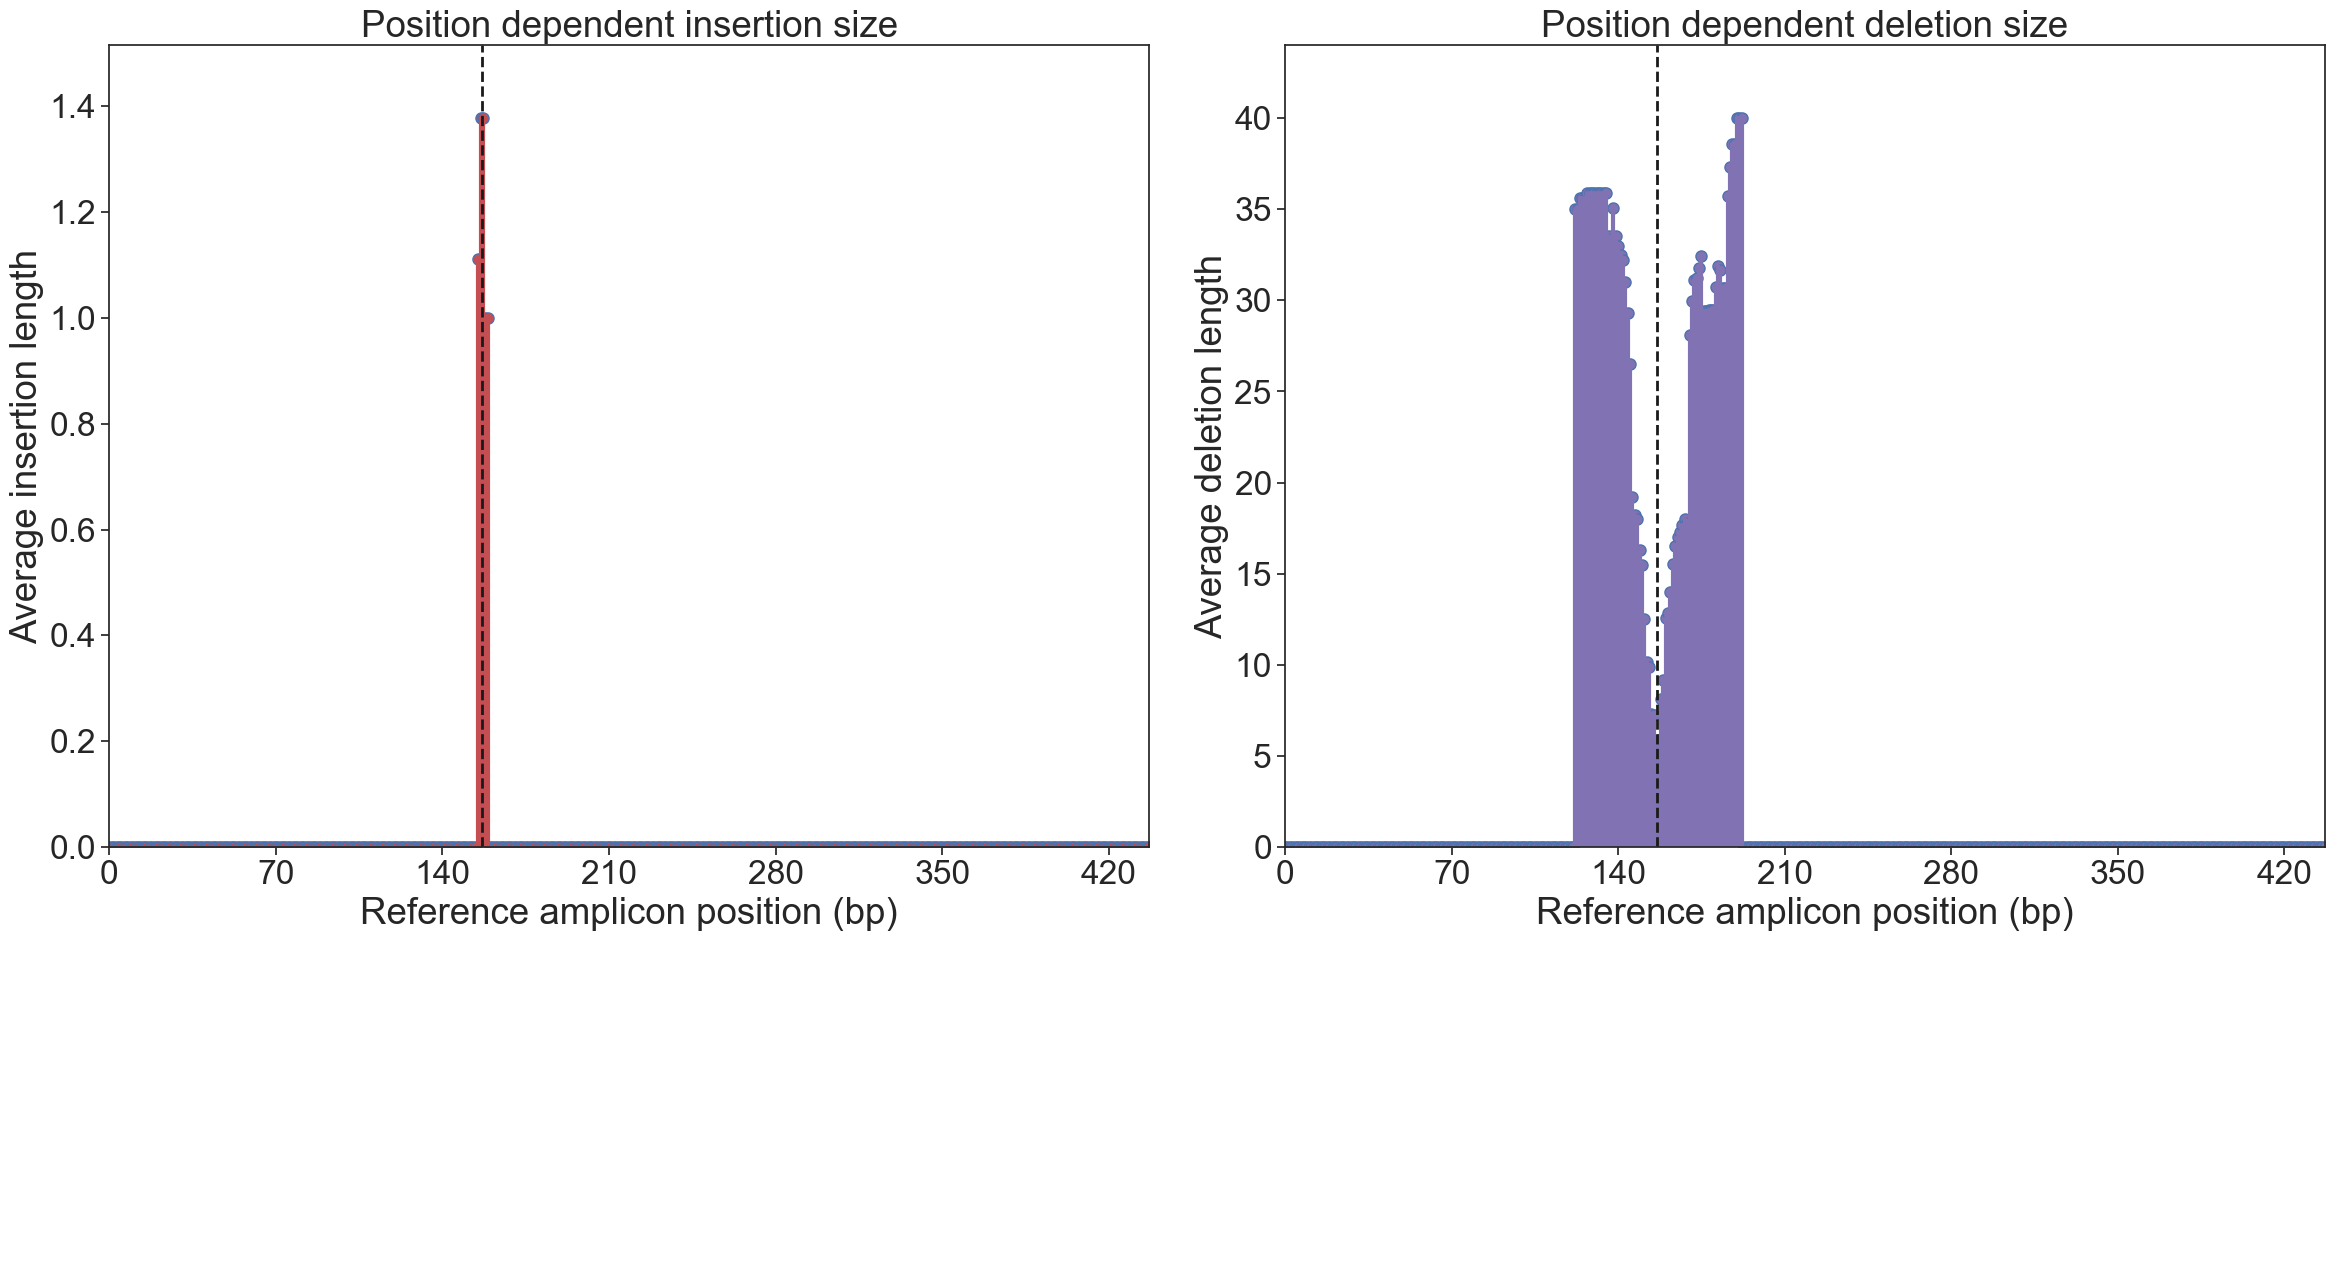 Position dependent insertion size
Average insertion length
1.4
1.2
1.0
0.8
0.6
0.4
0.2
0.0
0 70 140 210 280 350 420
Reference amplicon position (bp)
Position dependent deletion size
Average deletion length
40
35
30
25
20
15
10
5
0
0 70 140 210 280 350 420
Reference amplicon position (bp)